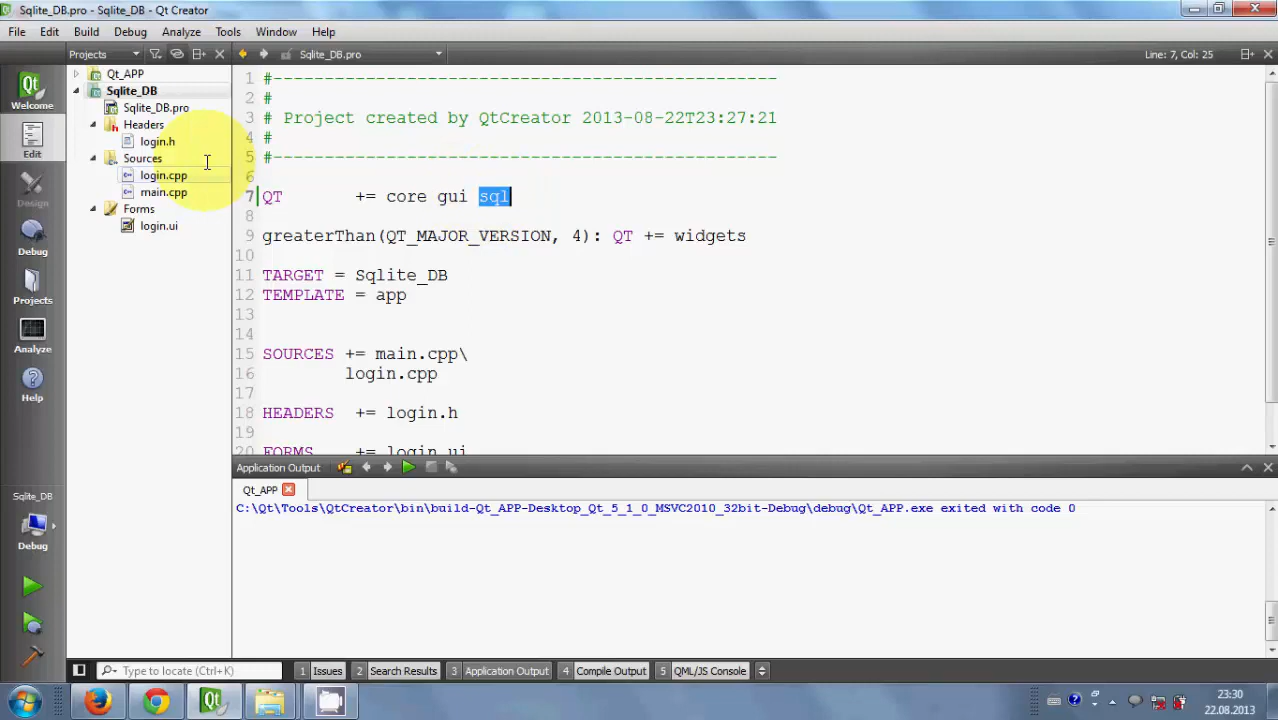 Sqlite_DB.pro - Sqlite_DB - Qt Creator
File Edit Build Debug Analyze Tools Window Help
Projects Sqlite_DB.pro Line: 7, Col: 25
Welcome
Edit
Design
Debug
Projects
Analyze
Help
Sqlite_DB
Debug
Qt_APP
Sqlite_DB
Sqlite_DB.pro
Headers
login.h
Sources
login.cpp
main.cpp
Forms
login.ui
1 #-------------------------------------------------
2 #
3 # Project created by QtCreator 2013-08-22T23:27:21
4 #
5 #-------------------------------------------------
6
7 QT += core gui sql
8
9 greaterThan(QT_MAJOR_VERSION, 4): QT += widgets
10
11 TARGET = Sqlite_DB
12 TEMPLATE = app
13
14
15 SOURCES += main.cpp\
16 login.cpp
17
18 HEADERS += login.h
19
20 FORMS += login.ui
Application Output
Qt_APP
C:\Qt\Tools\QtCreator\bin\build-Qt_APP-Desktop_Qt_5_1_0_MSVC2010_32bit-Debug\debug\Qt_APP.exe exited with code 0
Type to locate (Ctrl+K) 1 Issues 2 Search Results 3 Application Output 4 Compile Output 5 QML/JS Console
23:30
22.08.2013